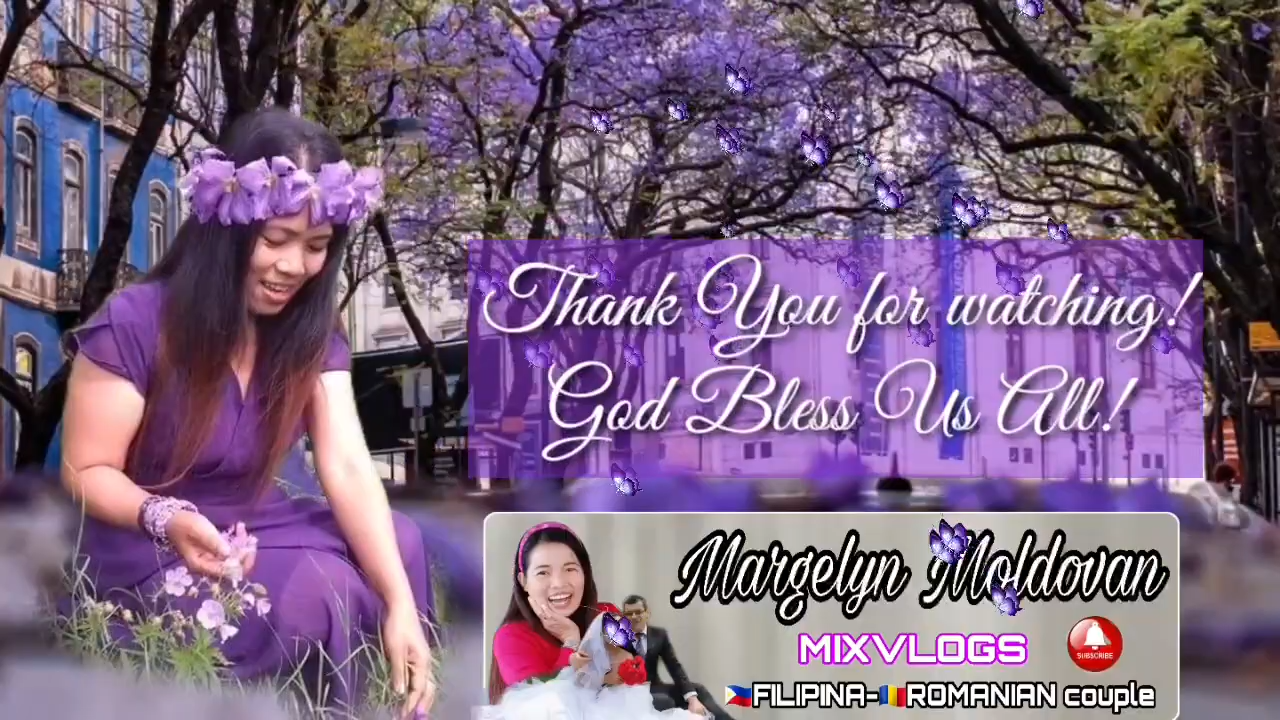 Thank You for watching!
God Bless Us All!
Margelyn Moldovan
MIXVLOGS
SUBSCRIBE
🇵🇭FILIPINA-🇷🇴ROMANIAN couple